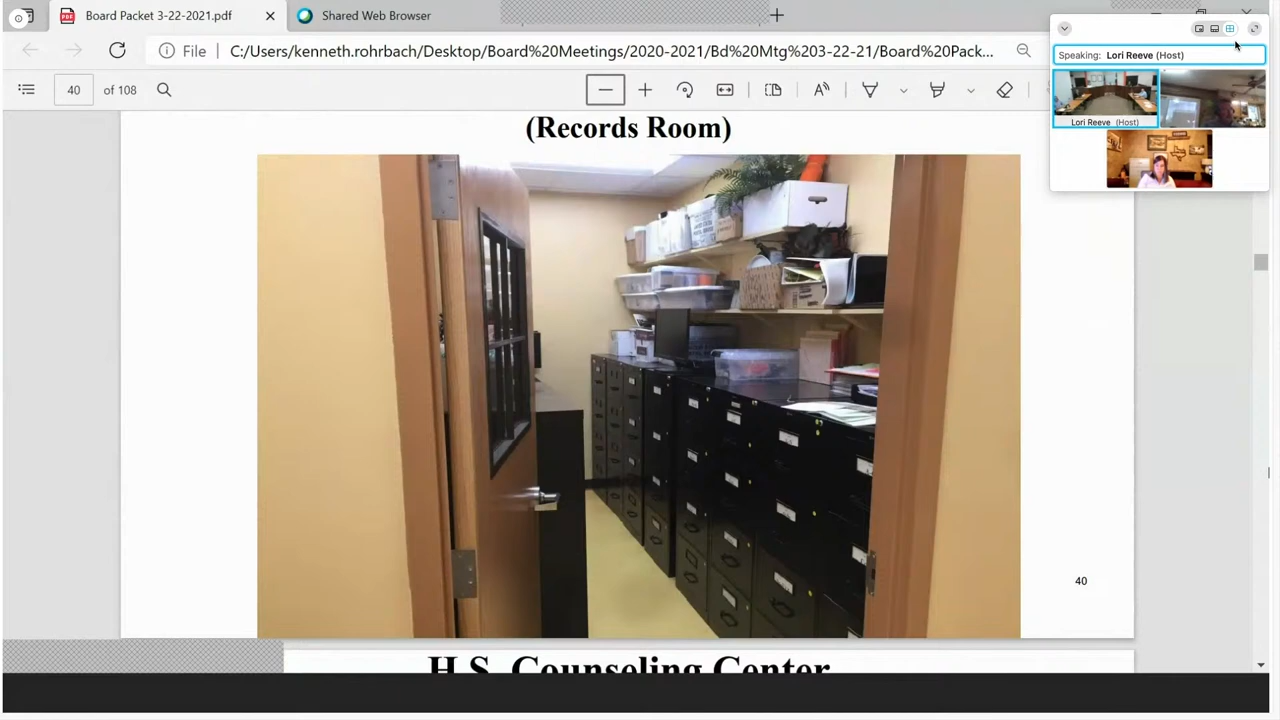 Board Packet 3-22-2021.pdf
Shared Web Browser
File
C:/Users/kenneth.rohrbach/Desktop/Board%20Meetings/2020-2021/Bd%20Mtg%203-22-21/Board%20Pack...
Speaking: Lori Reeve (Host)
Lori Reeve (Host)
40 of 108
(Records Room)
40
H.S. Counseling Center